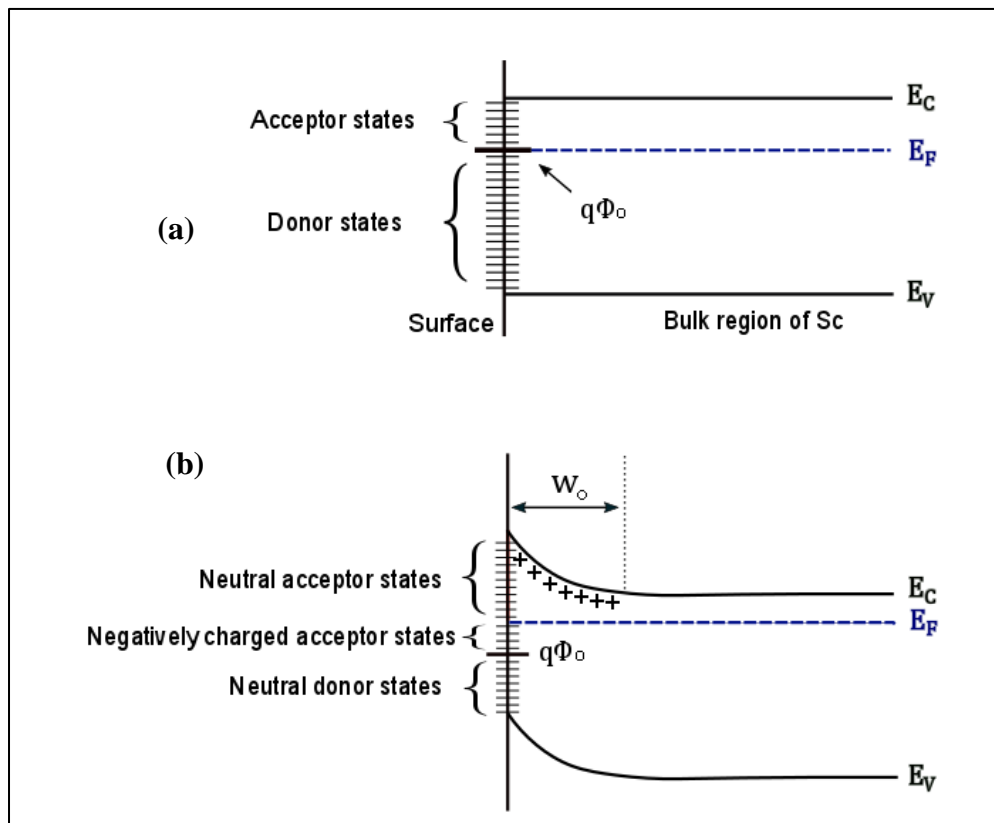 E_C
Acceptor states
E_F
qΦ₀
(a)
Donor states
E_V
Surface
Bulk region of Sc
(b)
W₀
Neutral acceptor states
E_C
E_F
Negatively charged acceptor states
qΦ₀
Neutral donor states
E_V